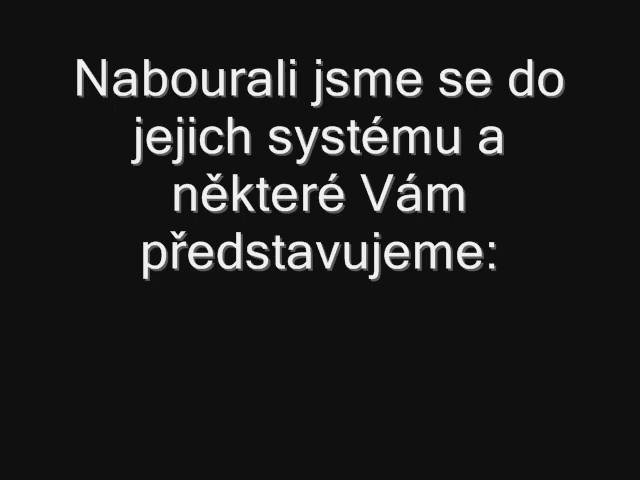 Nabourali jsme se do
jejich systému a
některé Vám
představujeme: